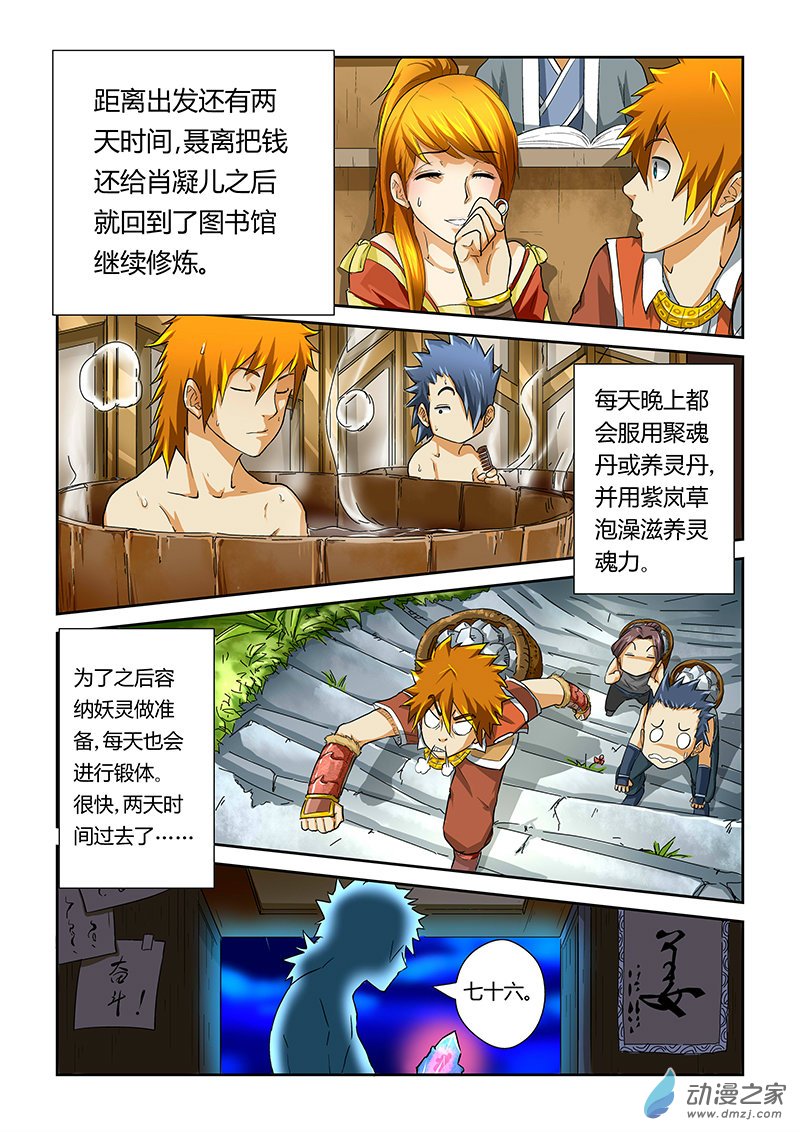 距离出发还有两
天时间，聂离把钱
还给肖凝儿之后
就回到了图书馆
继续修炼。
每天晚上都
会服用聚魂
丹或养灵丹，
并用紫岚草
泡澡滋养灵
魂力。
为了之后容
纳妖灵做准
备，每天也会
进行锻体。
很快，两天时
间过去了……
奋
斗！
七十六。
姜
动漫之家
www.dmzj.com